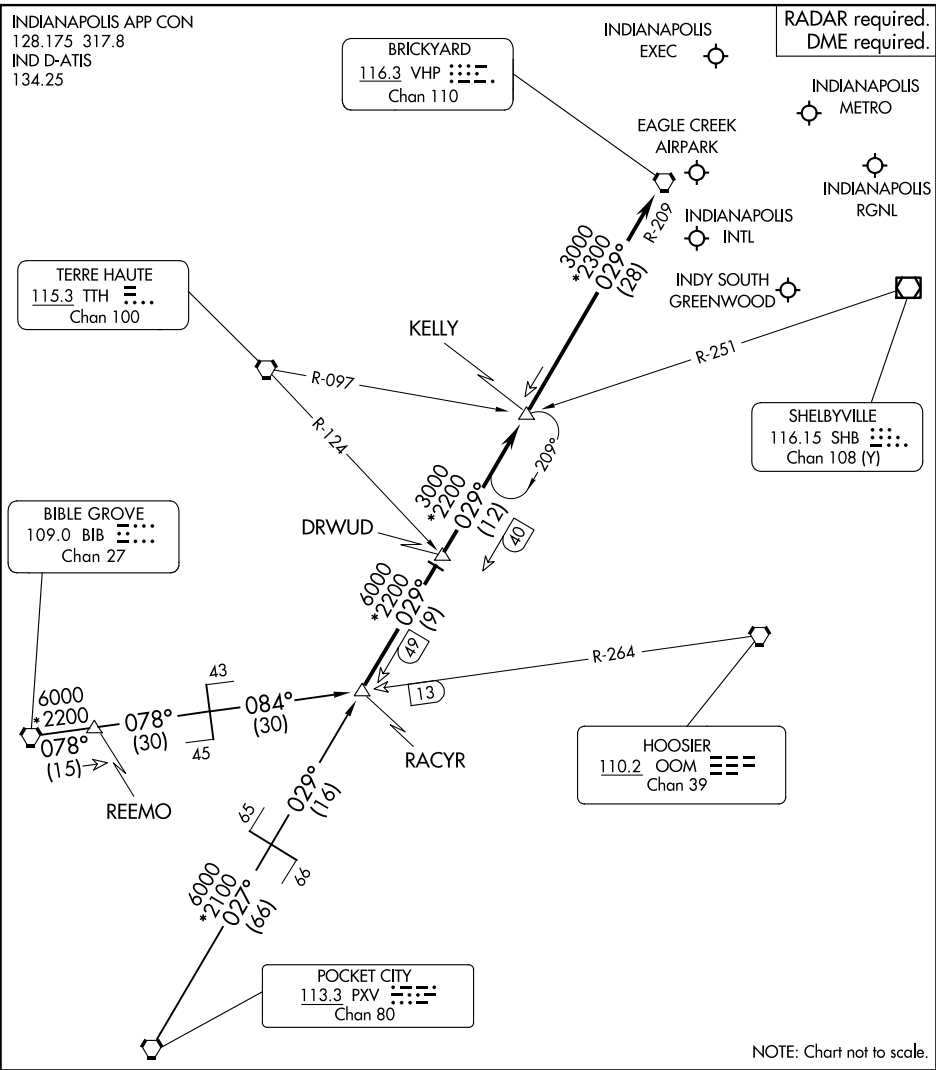 INDIANAPOLIS APP CON
128.175 317.8
IND D-ATIS
134.25
RADAR required.
DME required.
BRICKYARD
116.3 VHP
Chan 110
INDIANAPOLIS
EXEC
INDIANAPOLIS
METRO
EAGLE CREEK
AIRPARK
INDIANAPOLIS
RGNL
R-209
INDIANAPOLIS
INTL
3000
*2300
029°
(28)
INDY SOUTH
GREENWOOD
TERRE HAUTE
115.3 TTH
Chan 100
KELLY
R-097
R-251
R-124
SHELBYVILLE
116.15 SHB
Chan 108 (Y)
209°
3000
*2200
029°
(12)
40
BIBLE GROVE
109.0 BIB
Chan 27
DRWUD
6000
*2200
029°
(9)
49
R-264
13
6000
*2200
078°
(15)
078°
(30)
43
45
084°
(30)
REEMO
RACYR
HOOSIER
110.2 OOM
Chan 39
029°
(16)
65
66
6000
*2100
027°
(66)
POCKET CITY
113.3 PXV
Chan 80
NOTE: Chart not to scale.